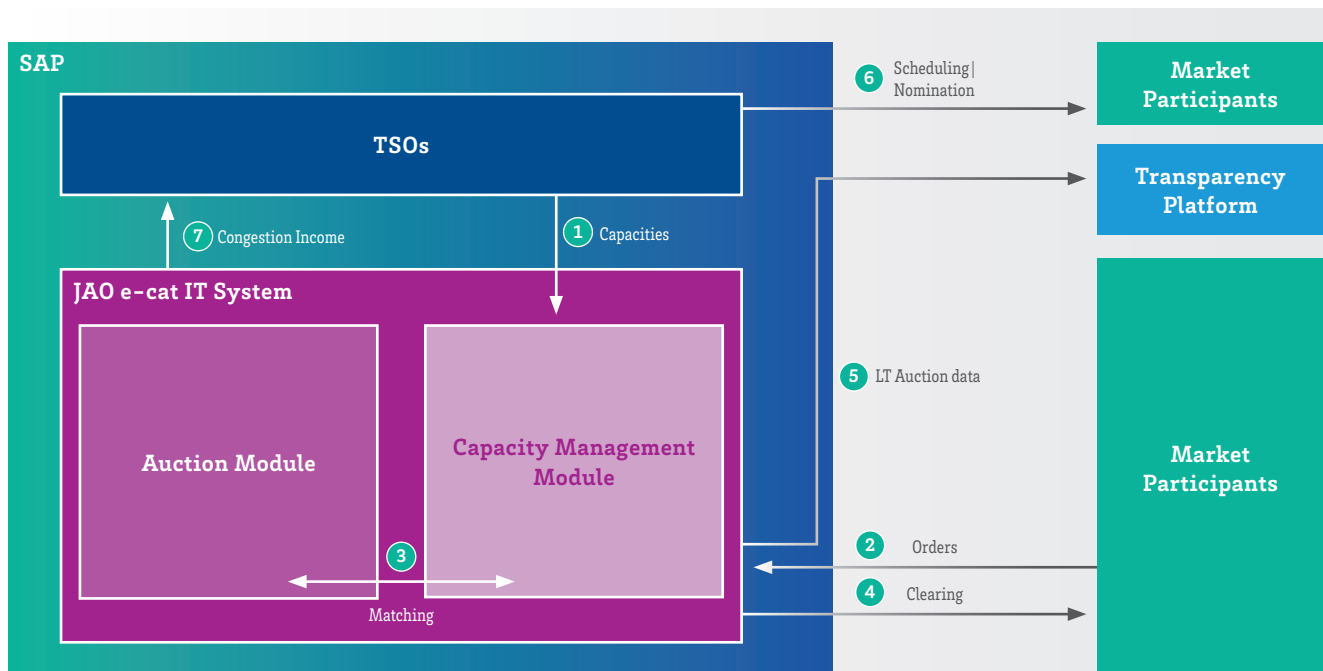 SAP
TSOs
6
Scheduling|
Nomination
Market
Participants
Transparency
Platform
7
Congestion Income
1
Capacities
JAO e-cat IT System
Auction Module
Capacity Management
Module
3
Matching
5
LT Auction data
2
Orders
4
Clearing
Market
Participants